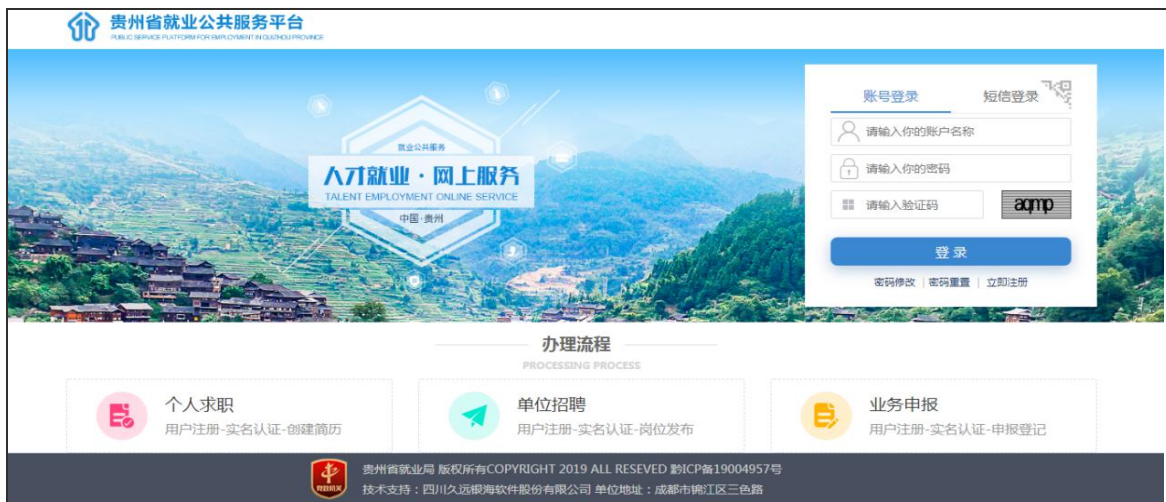 贵州省就业公共服务平台
PUBLIC SERVICE PLATFORM FOR EMPLOYMENT IN GUIZHOU PROVINCE
账号登录
短信登录
请输入你的账户名称
请输入你的密码
请输入验证码
aqmp
登 录
密码修改 | 密码重置 | 立即注册
就业公共服务
人才就业·网上服务
TALENT EMPLOYMENT ONLINE SERVICE
中国·贵州
办理流程
PROCESSING PROCESS
个人求职
用户注册-实名认证-创建简历
单位招聘
用户注册-实名认证-岗位发布
业务申报
用户注册-实名认证-申报登记
党政机关
贵州省就业局 版权所有COPYRIGHT 2019 ALL RESEVED 黔ICP备19004957号
技术支持：四川久远银海软件股份有限公司 单位地址：成都市锦江区三色路